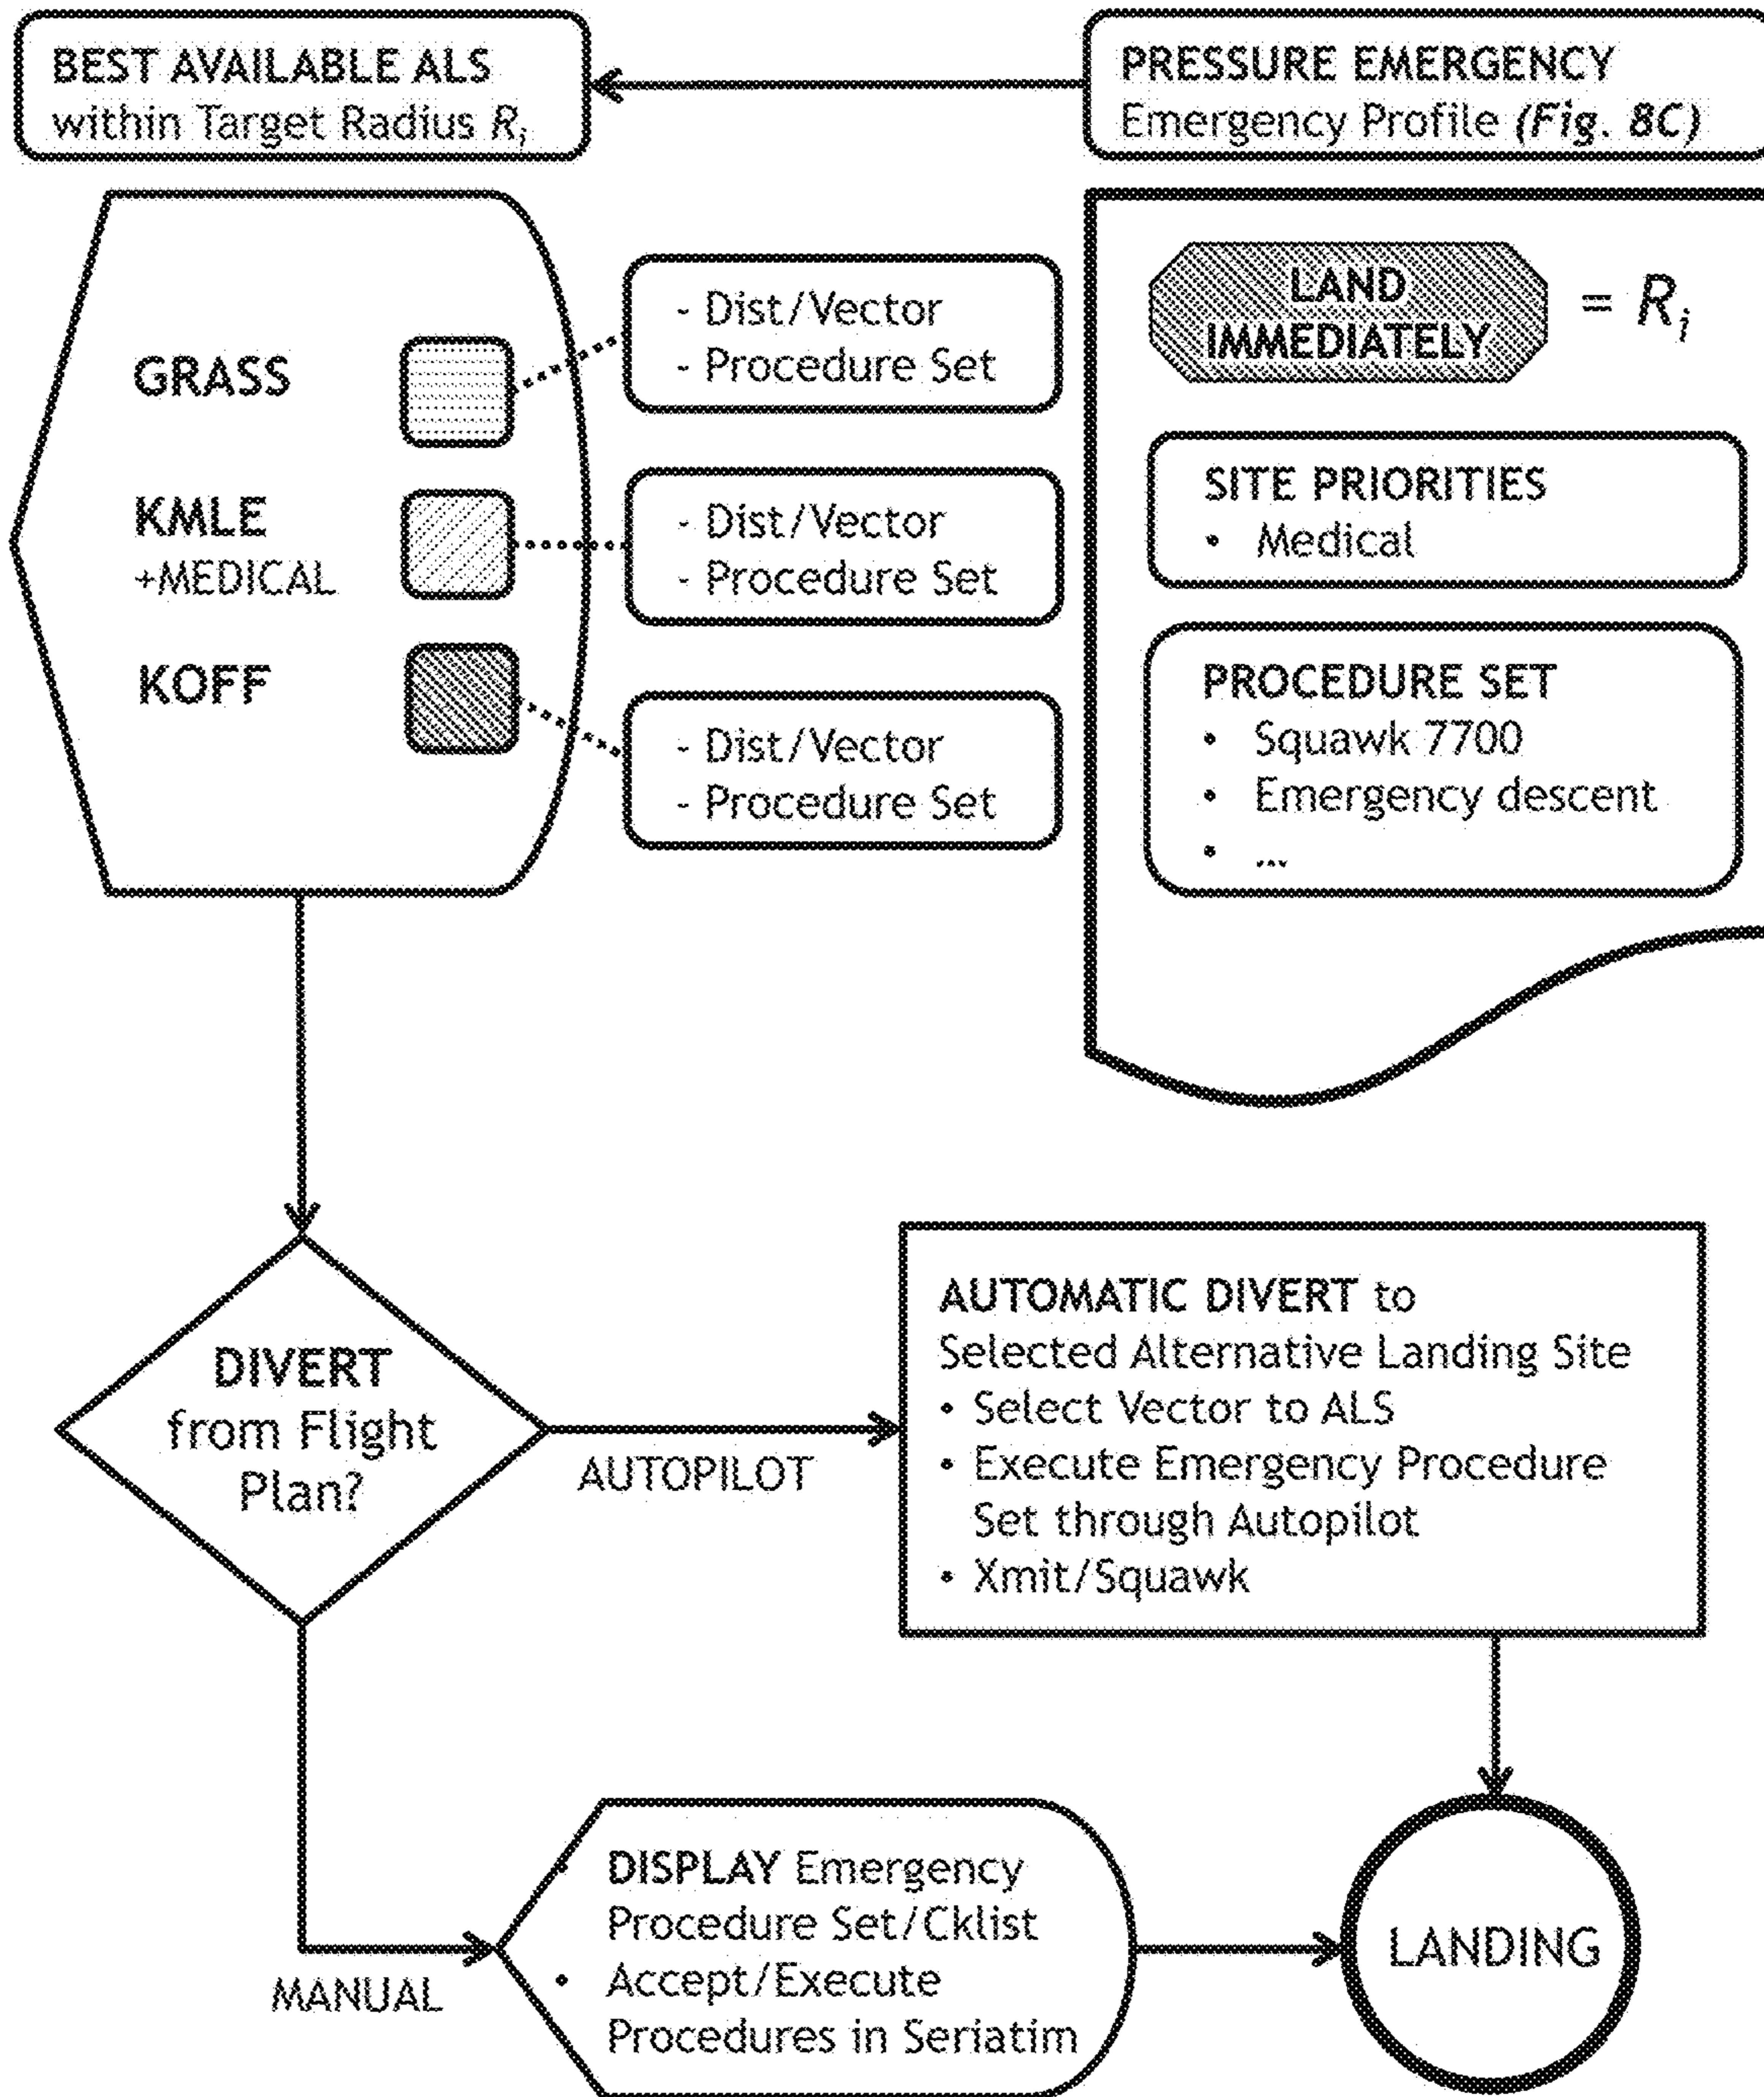 BEST AVAILABLE ALS
within Target Radius Ri
PRESSURE EMERGENCY
Emergency Profile (Fig. 8C)
GRASS
- Dist/Vector
- Procedure Set
KMLE
+MEDICAL
- Dist/Vector
- Procedure Set
KOFF
- Dist/Vector
- Procedure Set
LAND
IMMEDIATELY
= Ri
SITE PRIORITIES
• Medical
PROCEDURE SET
• Squawk 7700
• Emergency descent
• ...
DIVERT
from Flight
Plan?
AUTOPILOT
AUTOMATIC DIVERT to
Selected Alternative Landing Site
• Select Vector to ALS
• Execute Emergency Procedure
Set through Autopilot
• Xmit/Squawk
MANUAL
• DISPLAY Emergency
Procedure Set/Cklist
• Accept/Execute
Procedures in Seriatim
LANDING